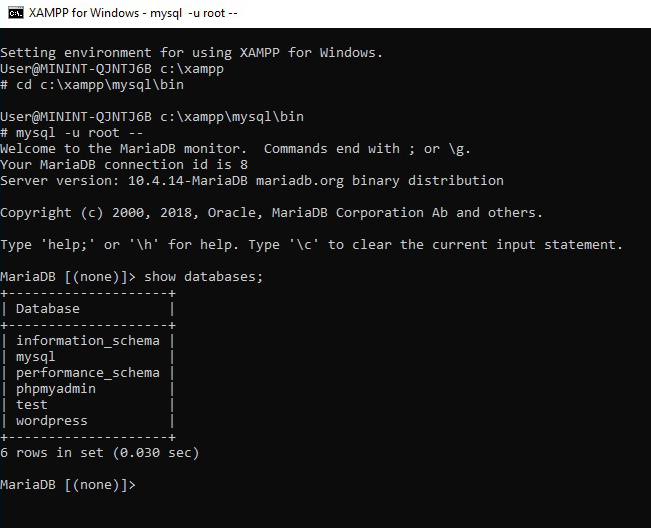 XAMPP for Windows - mysql  -u root --
Setting environment for using XAMPP for Windows.
User@MININT-QJNTJ6B c:\xampp
# cd c:\xampp\mysql\bin
User@MININT-QJNTJ6B c:\xampp\mysql\bin
# mysql -u root --
Welcome to the MariaDB monitor.  Commands end with ; or \g.
Your MariaDB connection id is 8
Server version: 10.4.14-MariaDB mariadb.org binary distribution
Copyright (c) 2000, 2018, Oracle, MariaDB Corporation Ab and others.
Type 'help;' or '\h' for help. Type '\c' to clear the current input statement.
MariaDB [(none)]> show databases;
+--------------------+
| Database           |
+--------------------+
| information_schema |
| mysql              |
| performance_schema |
| phpmyadmin         |
| test               |
| wordpress          |
+--------------------+
6 rows in set (0.030 sec)
MariaDB [(none)]>